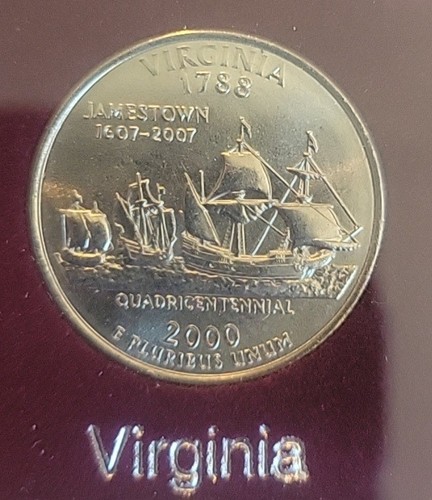 VIRGINIA
1788
JAMESTOWN
1607-2007
QUADRICENTENNIAL
2000
E PLURIBUS UNUM
Virginia